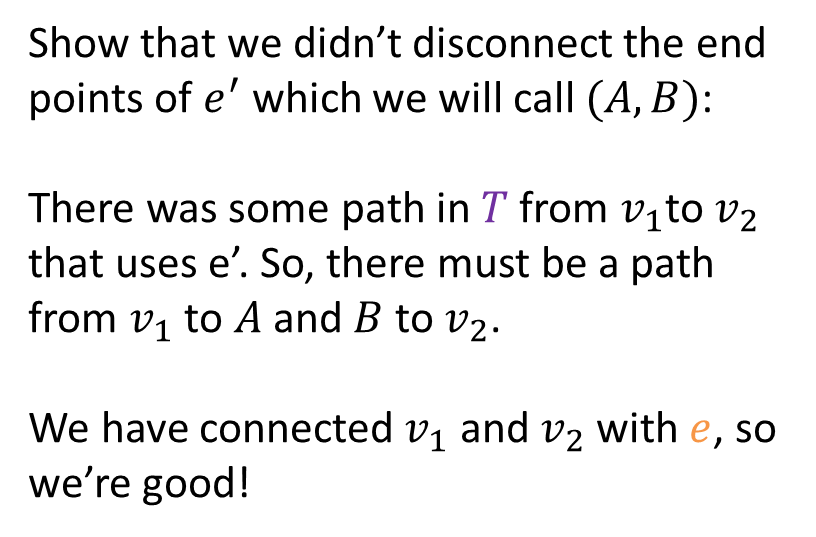 Show that we didn’t disconnect the end
points of 𝑒′ which we will call (𝐴, 𝐵):
There was some path in 𝑇 from 𝑣₁to 𝑣₂
that uses e’. So, there must be a path
from 𝑣₁ to 𝐴 and 𝐵 to 𝑣₂.
We have connected 𝑣₁ and 𝑣₂ with 𝑒, so
we’re good!